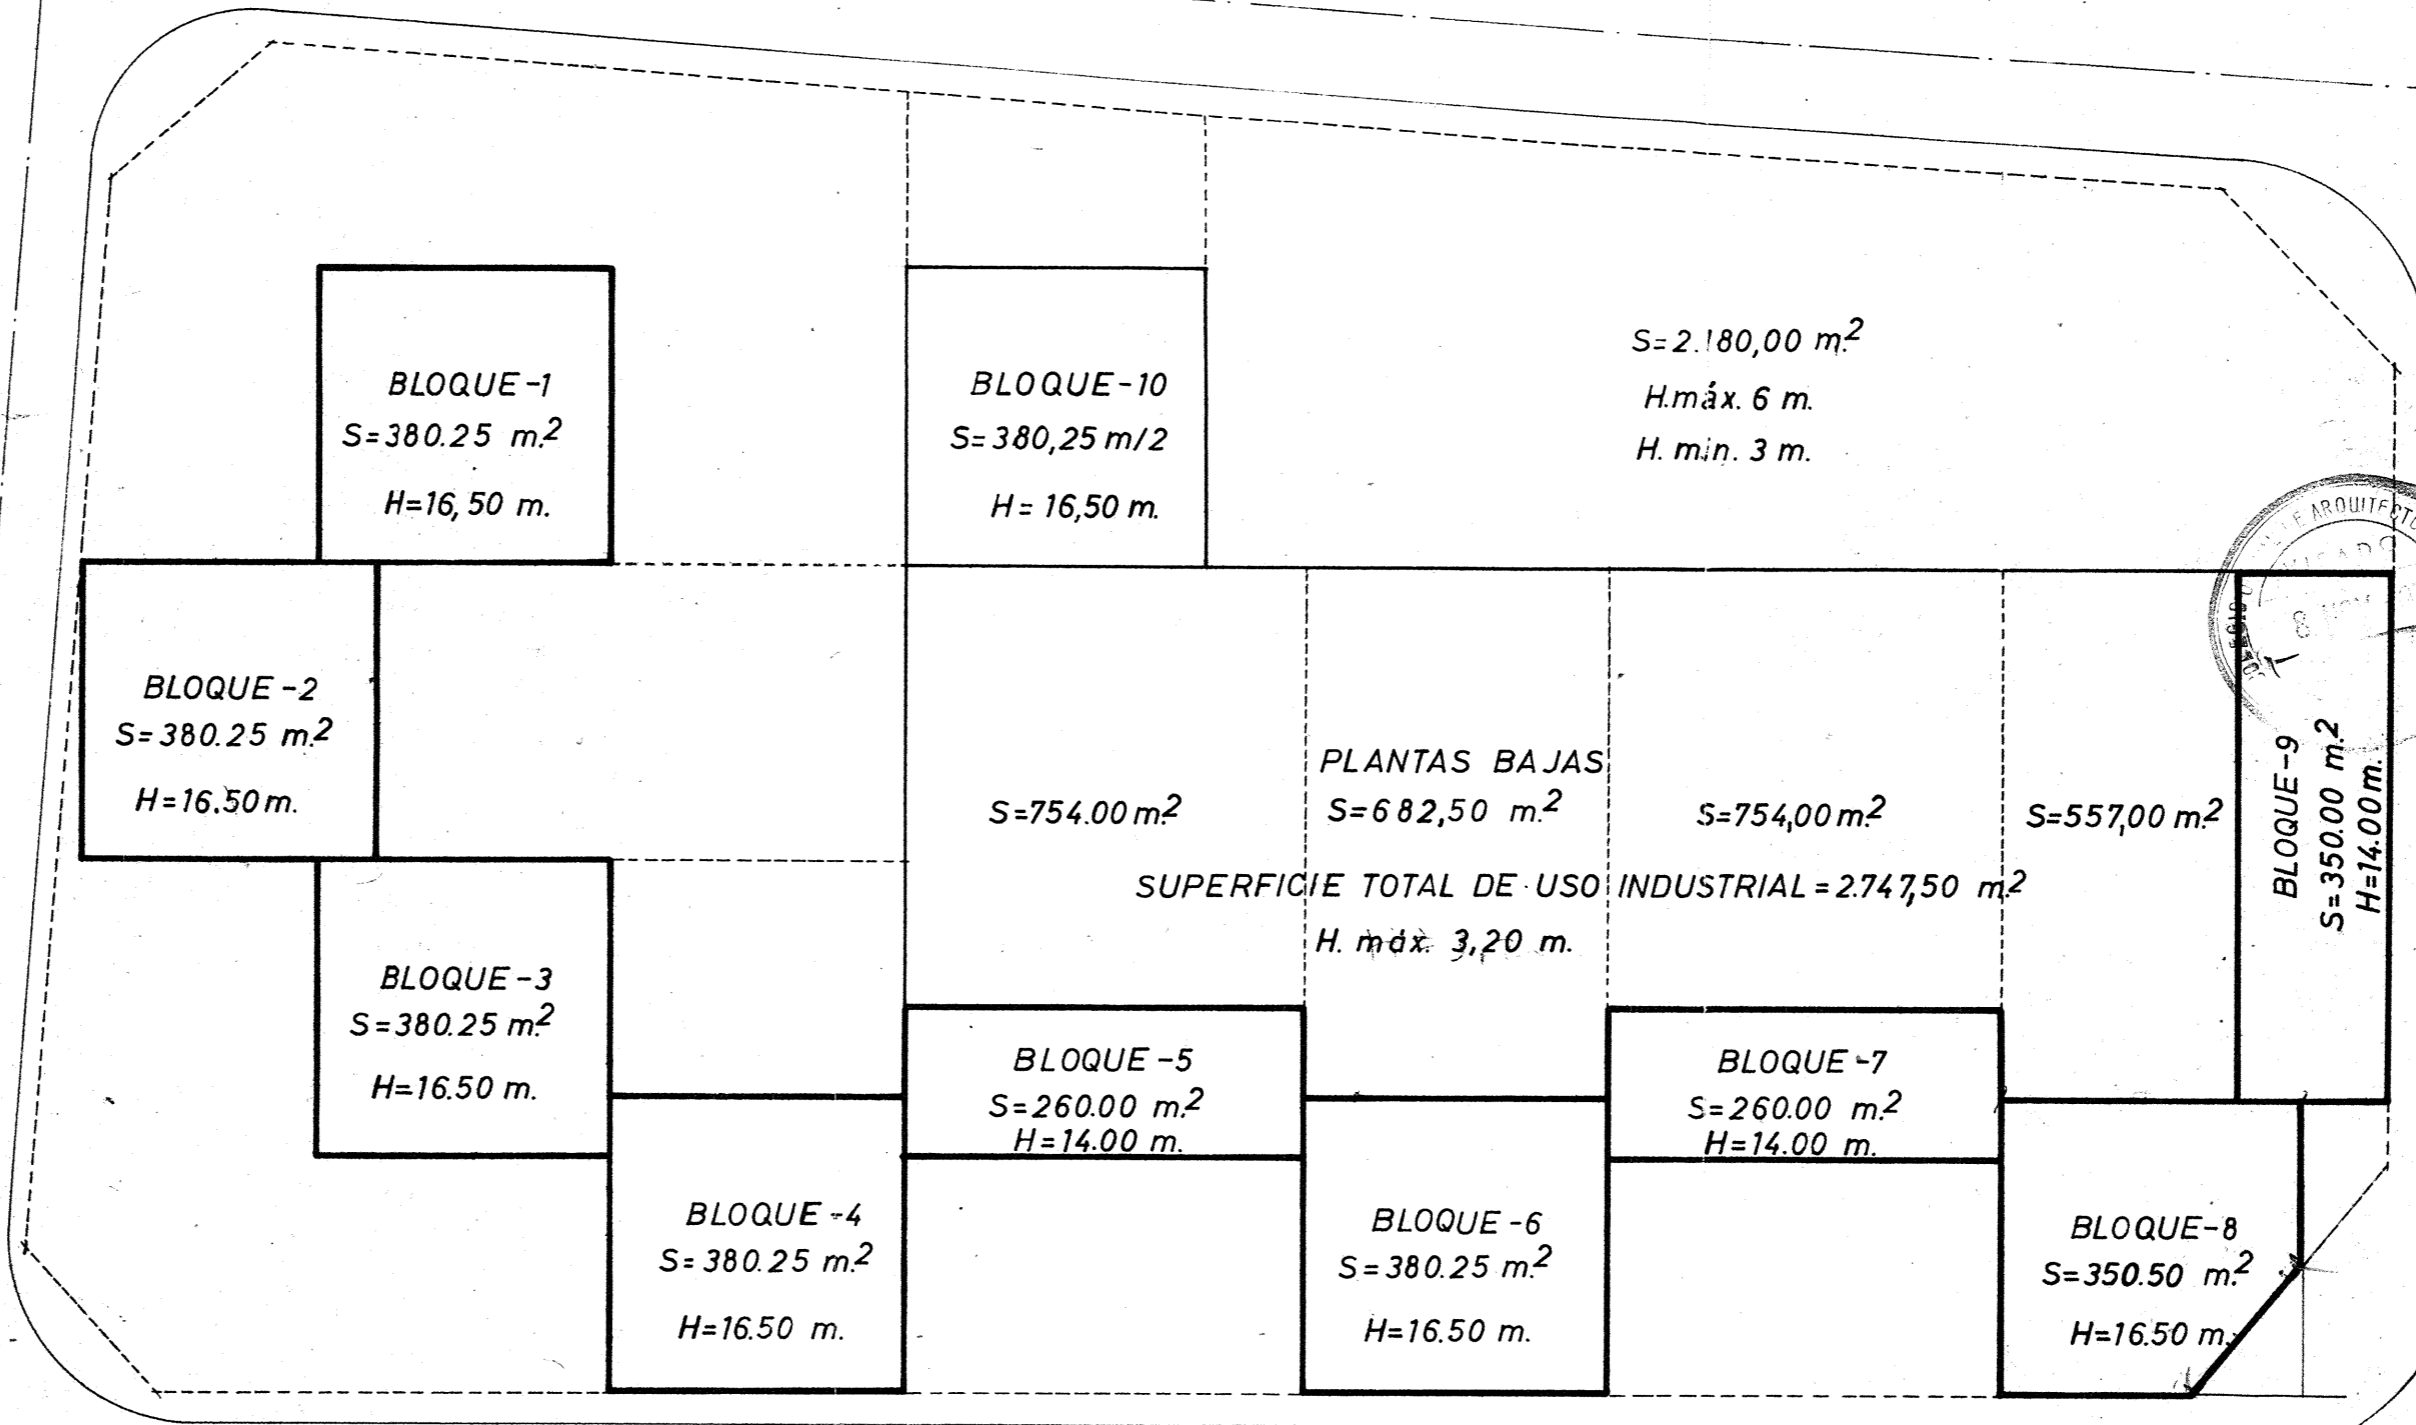 BLOQUE-1
S=380.25 m.2
H=16,50 m.
BLOQUE-10
S=380,25 m/2
H=16,50 m.
S=2.180,00 m.2
H.máx. 6 m.
H. min. 3 m.
BLOQUE-2
S=380.25 m.2
H=16.50 m.
BLOQUE-3
S=380.25 m.2
H=16.50 m.
BLOQUE-4
S=380.25 m.2
H=16.50 m.
S=754.00 m.2
PLANTAS BAJAS
S=682,50 m.2
S=754,00 m.2
S=557,00 m.2
SUPERFICIE TOTAL DE USO INDUSTRIAL=2.747,50 m.2
H. máx. 3,20 m.
BLOQUE-5
S=260.00 m.2
H=14.00 m.
BLOQUE-6
S=380.25 m.2
H=16.50 m.
BLOQUE-7
S=260.00 m.2
H=14.00 m.
BLOQUE-8
S=350.50 m.2
H=16.50 m.
BLOQUE-9
S=350.00 m.2
H=14.00 m.
8 NOV